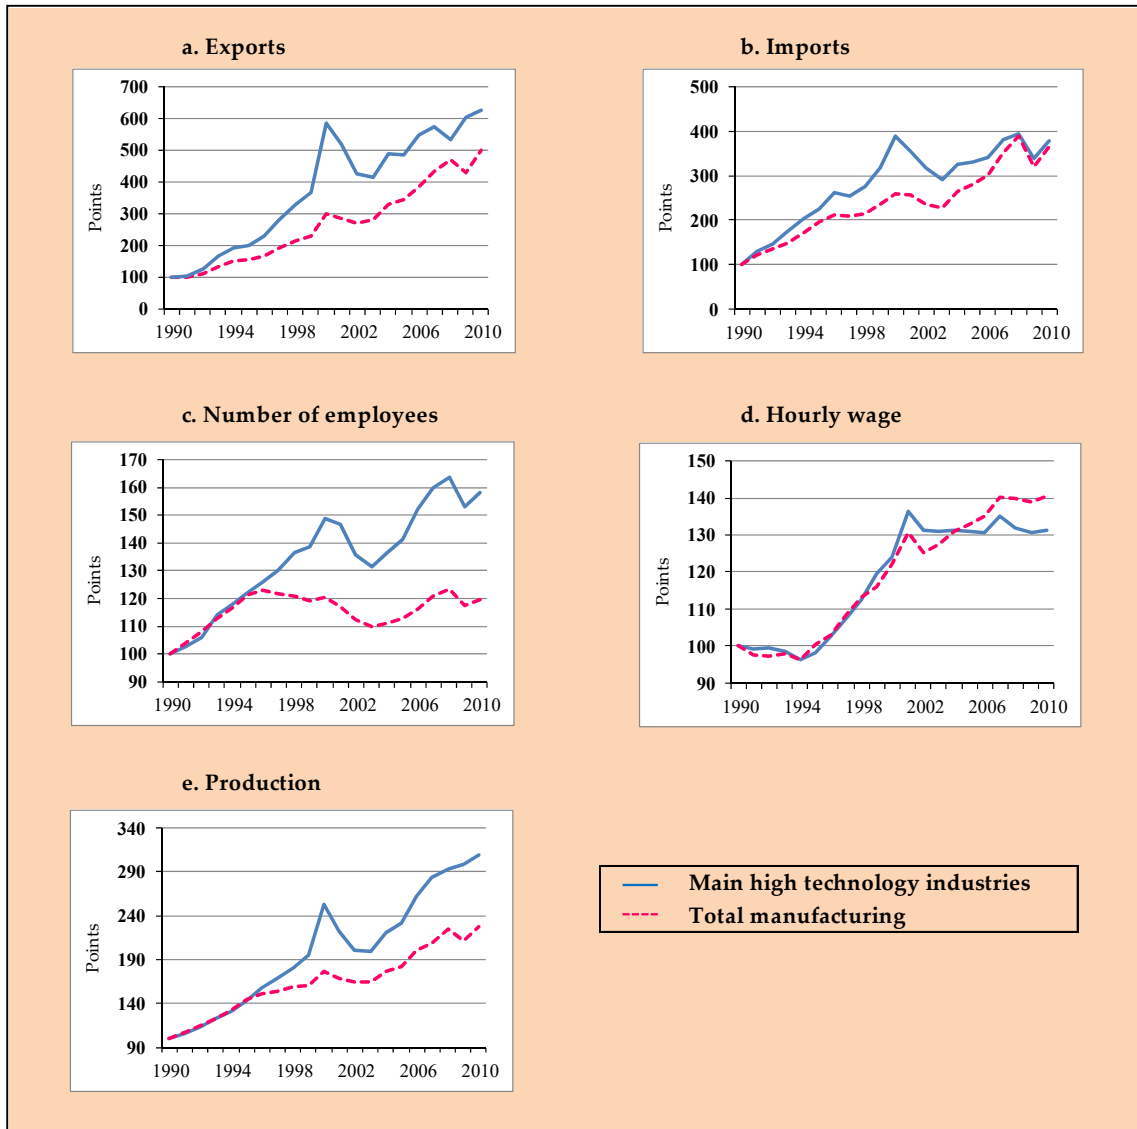 a. Exports
Points
700
600
500
400
300
200
100
0
1990 1994 1998 2002 2006 2010
b. Imports
Points
500
400
300
200
100
0
1990 1994 1998 2002 2006 2010
c. Number of employees
Points
170
160
150
140
130
120
110
100
90
1990 1994 1998 2002 2006 2010
d. Hourly wage
Points
150
140
130
120
110
100
90
1990 1994 1998 2002 2006 2010
e. Production
Points
340
290
240
190
140
90
1990 1994 1998 2002 2006 2010
Main high technology industries
Total manufacturing